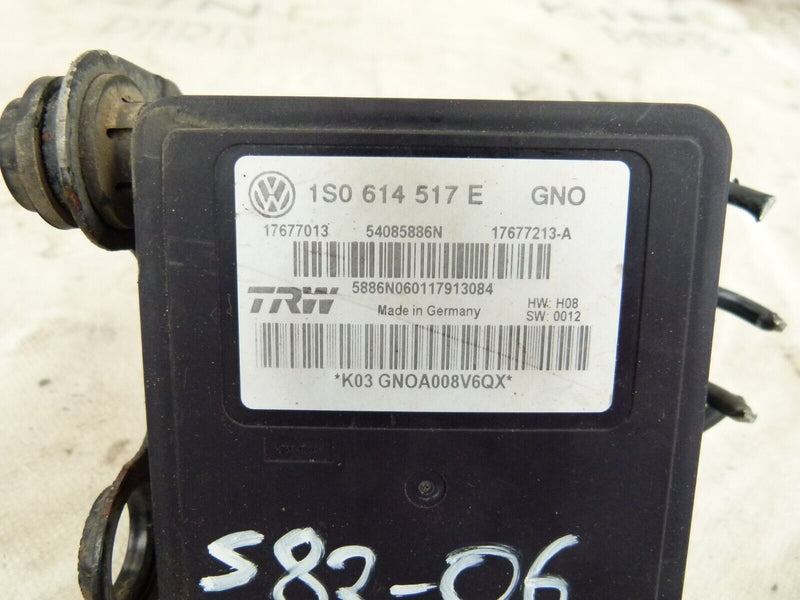 1S0 614 517 E GNO
17677013 54085886N 17677213-A
5886N060117913084
TRW Made in Germany HW: H08
SW: 0012
*K03 GNOA008V6QX*
S82-06